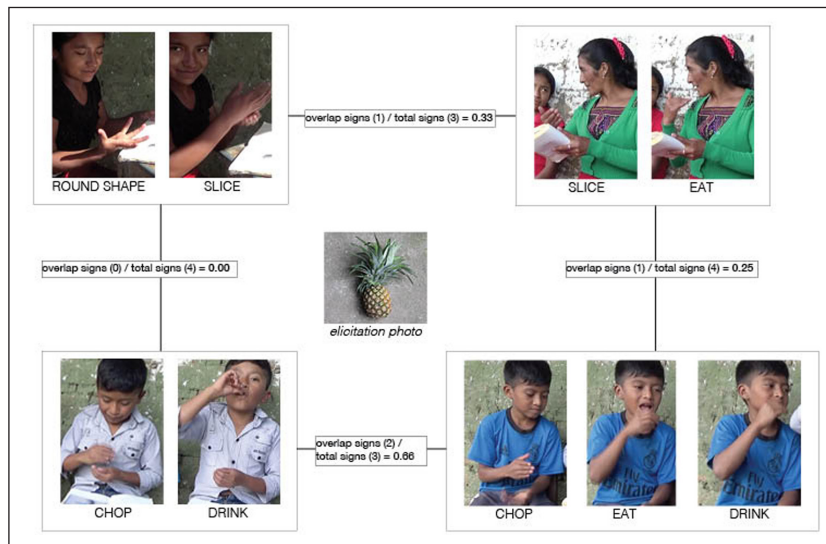 ROUND SHAPE
SLICE
overlap signs (1) / total signs (3) = 0.33
SLICE
EAT
overlap signs (0) / total signs (4) = 0.00
elicitation photo
overlap signs (1) / total signs (4) = 0.25
CHOP
DRINK
overlap signs (2) /
total signs (3) = 0.66
CHOP
EAT
DRINK
Fly
Emirates